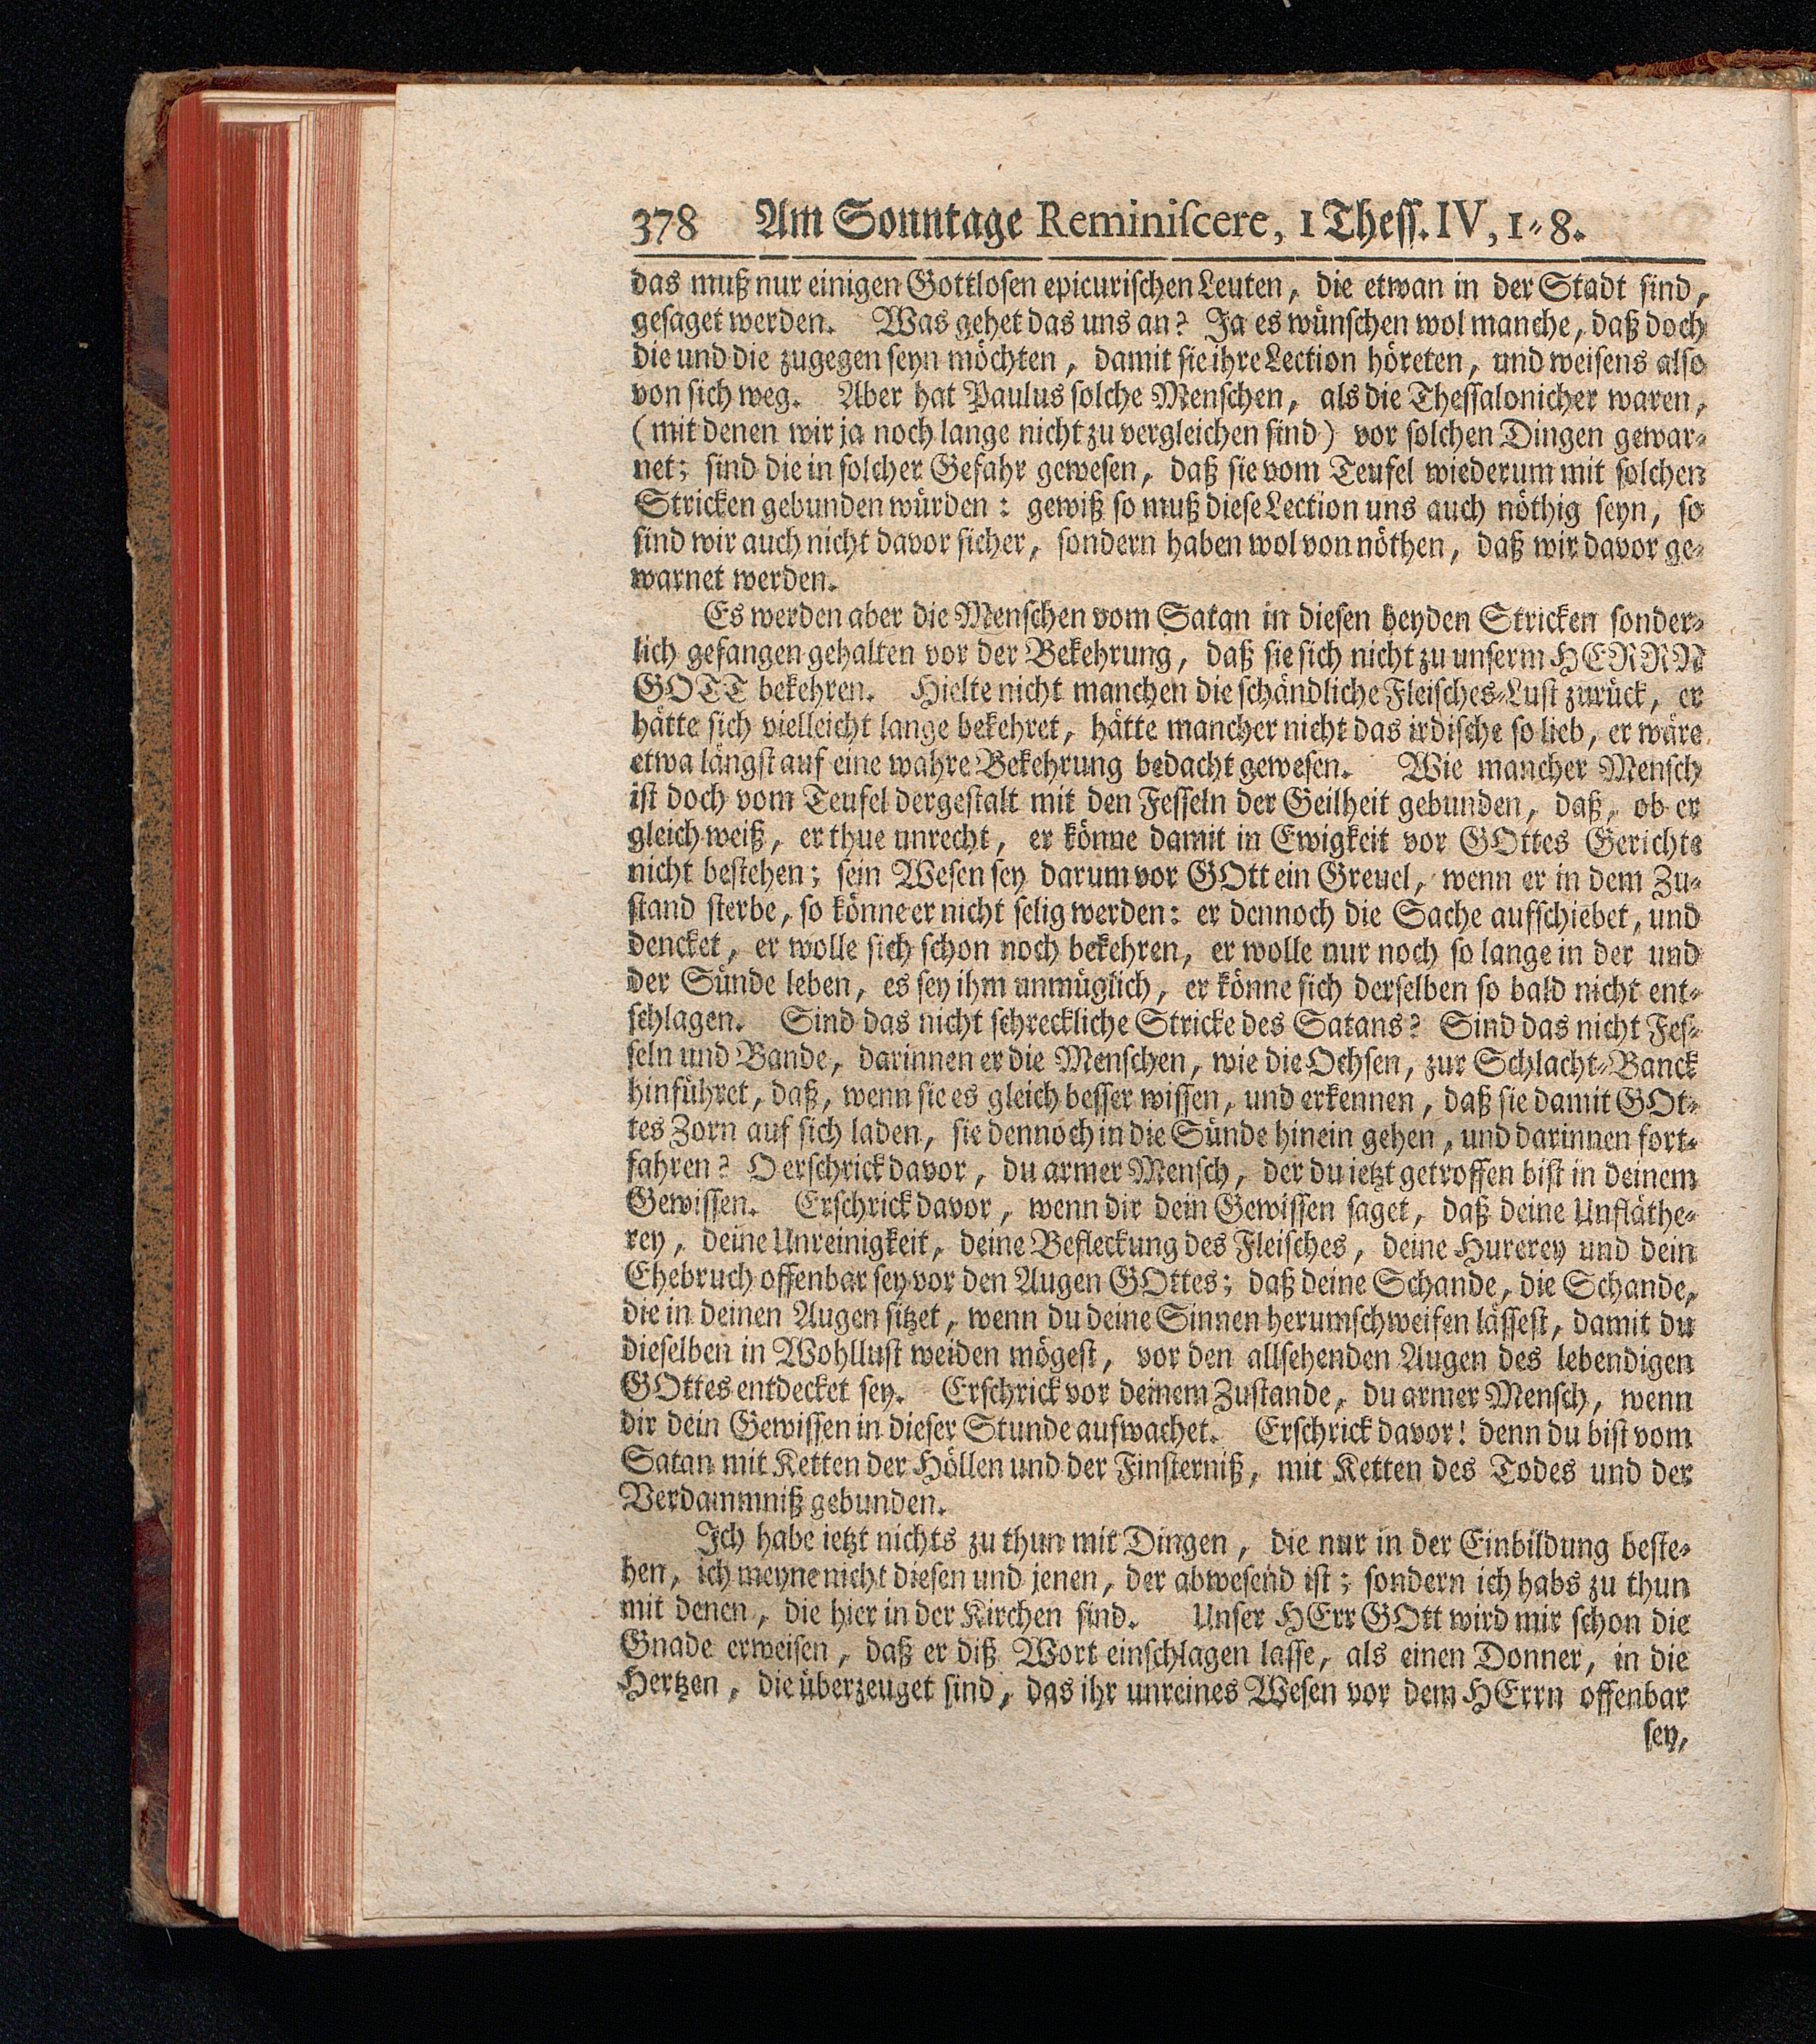 378 Am Sonntage Reminiscere, 1 Thess. IV, 1-8.
das muß nur einigen Gottlosen epicurischen Leuten, die etwan in der Stadt sind,
gesaget werden. Was gehet das uns an? Ja es wünschen wol manche, daß doch
die und die zugegen seyn möchten, damit sie ihre Lection höreten, und weisens also
von sich weg. Aber hat Paulus solche Menschen, als die Thessalonicher waren,
(mit denen wir ja noch lange nicht zu vergleichen sind) vor solchen Dingen gewar-
net; sind die in solcher Gefahr gewesen, daß sie vom Teufel wiederum mit solchen
Stricken gebunden würden: gewiß so muß diese Lection uns auch nöthig seyn, so
sind wir auch nicht davor sicher, sondern haben wol von nöthen, daß wir davor ge-
warnet werden.
Es werden aber die Menschen vom Satan in diesen beyden Stricken sonder-
lich gefangen gehalten vor der Bekehrung, daß sie sich nicht zu unserm HERRN
GOTT bekehren. Hielte nicht manchen die schändliche Fleisches-Lust zurück, er
hätte sich vielleicht lange bekehret, hätte mancher nicht das irdische so lieb, er wäre
etwa längst auf eine wahre Bekehrung bedacht gewesen. Wie mancher Mensch
ist doch vom Teufel dergestalt mit den Fesseln der Geilheit gebunden, daß, ob er
gleich weiß, er thue unrecht, er könne damit in Ewigkeit vor GOttes Gerichte
nicht bestehen; sein Wesen sey darum vor GOtt ein Greuel, wenn er in dem Zu-
stand sterbe, so könne er nicht selig werden: er dennoch die Sache aufschiebet, und
dencket, er wolle sich schon noch bekehren, er wolle nur noch so lange in der und
der Sünde leben, es sey ihm unmüglich, er könne sich derselben so bald nicht ent-
schlagen. Sind das nicht schreckliche Stricke des Satans? Sind das nicht Fes-
seln und Bande, darinnen er die Menschen, wie die Ochsen, zur Schlacht-Banck
hinführet, daß, wenn sie es gleich besser wissen, und erkennen, daß sie damit GOt-
tes Zorn auf sich laden, sie dennoch in die Sünde hinein gehen, und darinnen fort-
fahren? O erschrick davor, du armer Mensch, der du ietzt getroffen bist in deinem
Gewissen. Erschrick davor, wenn dir dein Gewissen saget, daß deine Unfläthe-
rey, deine Unreinigkeit, deine Befleckung des Fleisches, deine Hurerey und dein
Ehebruch offenbar sey vor den Augen GOttes; daß deine Schande, die Schande,
die in deinen Augen sitzet, wenn du deine Sinnen herumschweifen lässest, damit du
dieselben in Wohllust weiden mögest, vor den allsehenden Augen des lebendigen
GOttes entdecket sey. Erschrick vor deinem Zustande, du armer Mensch, wenn
dir dein Gewissen in dieser Stunde aufwachet. Erschrick davor! denn du bist vom
Satan mit Ketten der Höllen und der Finsterniß, mit Ketten des Todes und der
Verdammniß gebunden.
Ich habe ietzt nichts zu thun mit Dingen, die nur in der Einbildung beste-
hen, ich meyne nicht diesen und jenen, der abwesend ist; sondern ich habs zu thun
mit denen, die hier in der Kirchen sind. Unser HErr GOtt wird mir schon die
Gnade erweisen, daß er diß Wort einschlagen lasse, als einen Donner, in die
Hertzen, die überzeuget sind, das ihr unreines Wesen vor dem HErrn offenbar
sey,